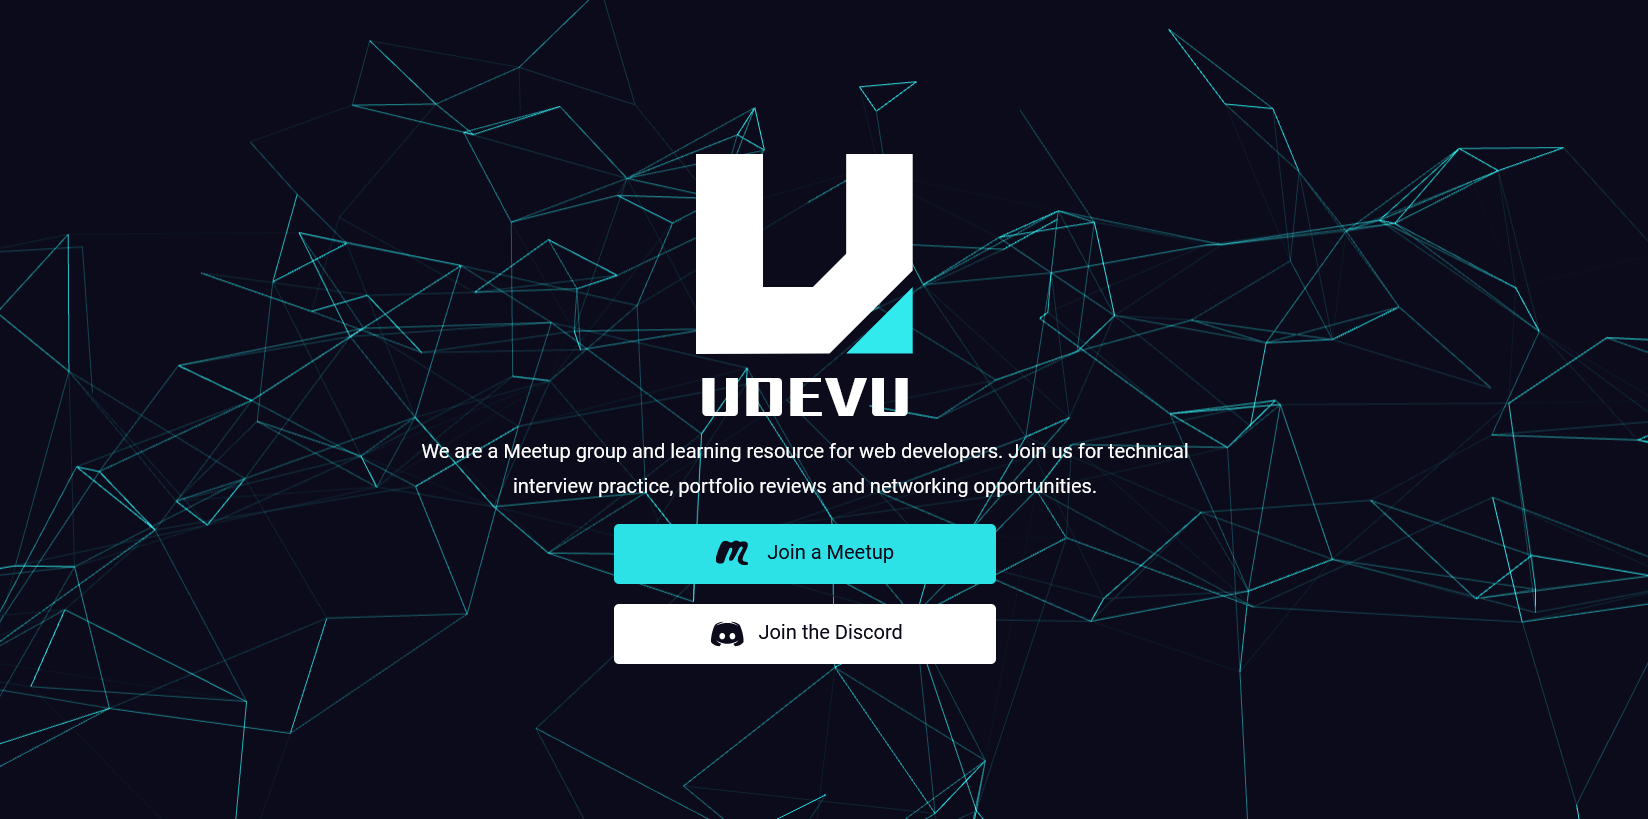 UDEVU
We are a Meetup group and learning resource for web developers. Join us for technical
interview practice, portfolio reviews and networking opportunities.
Join a Meetup
Join the Discord